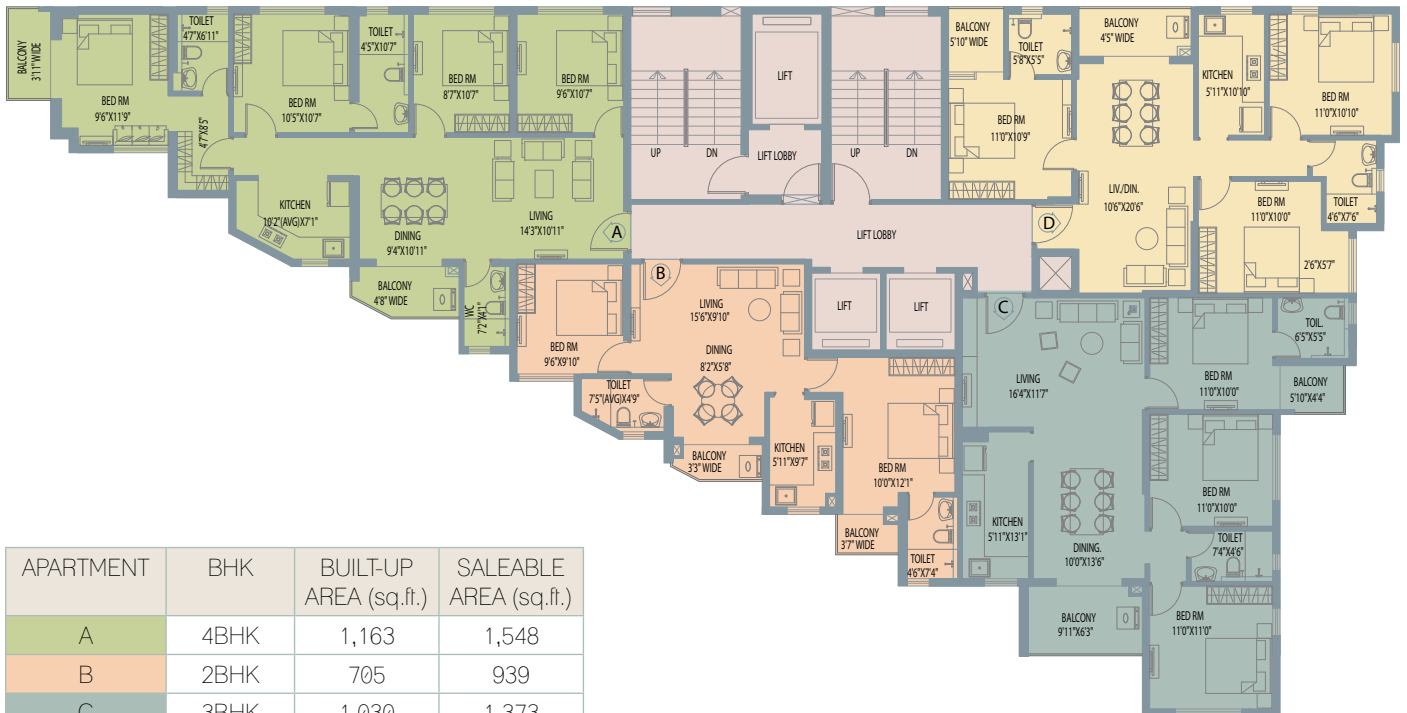 BALCONY
3'11" WIDE
BED RM
9'6"X11'9"
TOILET
4'7"X6'11"
4'7"X8'5"
BED RM
10'5"X10'7"
TOILET
4'5"X10'7"
BED RM
8'7"X10'7"
BED RM
9'6"X10'7"
KITCHEN
10'2"(AVG)X7'1"
DINING
9'4"X10'11"
LIVING
14'3"X10'11"
A
BALCONY
4'8" WIDE
WC
7'2"X4'1"
UP
DN
LIFT
LIFT LOBBY
UP
DN
LIFT LOBBY
LIFT
LIFT
BALCONY
5'10" WIDE
TOILET
5'8"X5'5"
BALCONY
4'5" WIDE
KITCHEN
5'11"X10'10"
BED RM
11'0"X10'10"
BED RM
11'0"X10'9"
LIV./DIN.
10'6"X20'6"
D
BED RM
11'0"X10'0"
TOILET
4'6"X7'6"
2'6"X5'7"
B
LIVING
15'6"X9'10"
DINING
8'2"X5'8"
BED RM
9'6"X9'10"
TOILET
7'5"(AVG)X4'9"
BALCONY
3'3" WIDE
KITCHEN
5'11"X9'7"
BED RM
10'0"X12'1"
BALCONY
3'7" WIDE
TOILET
4'6"X7'4"
C
LIVING
16'4"X11'7"
BED RM
11'0"X10'0"
TOIL.
6'5"X5'5"
BALCONY
5'10"X4'4"
BED RM
11'0"X10'0"
KITCHEN
5'11"X13'1"
DINING.
10'0"X13'6"
TOILET
7'4"X4'6"
BALCONY
9'11"X6'3"
BED RM
11'0"X11'0"
APARTMENT BHK BUILT-UP AREA (sq.ft.) SALEABLE AREA (sq.ft.)
A 4BHK 1,163 1,548
B 2BHK 705 939
C 3BHK 1,030 1,373